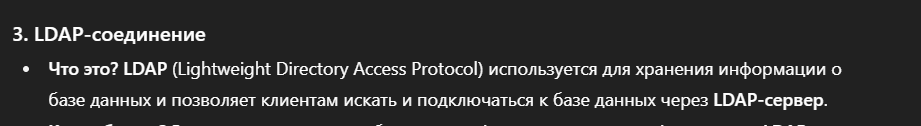 3. LDAP-соединение
• Что это? LDAP (Lightweight Directory Access Protocol) используется для хранения информации о
базе данных и позволяет клиентам искать и подключаться к базе данных через LDAP-сервер.